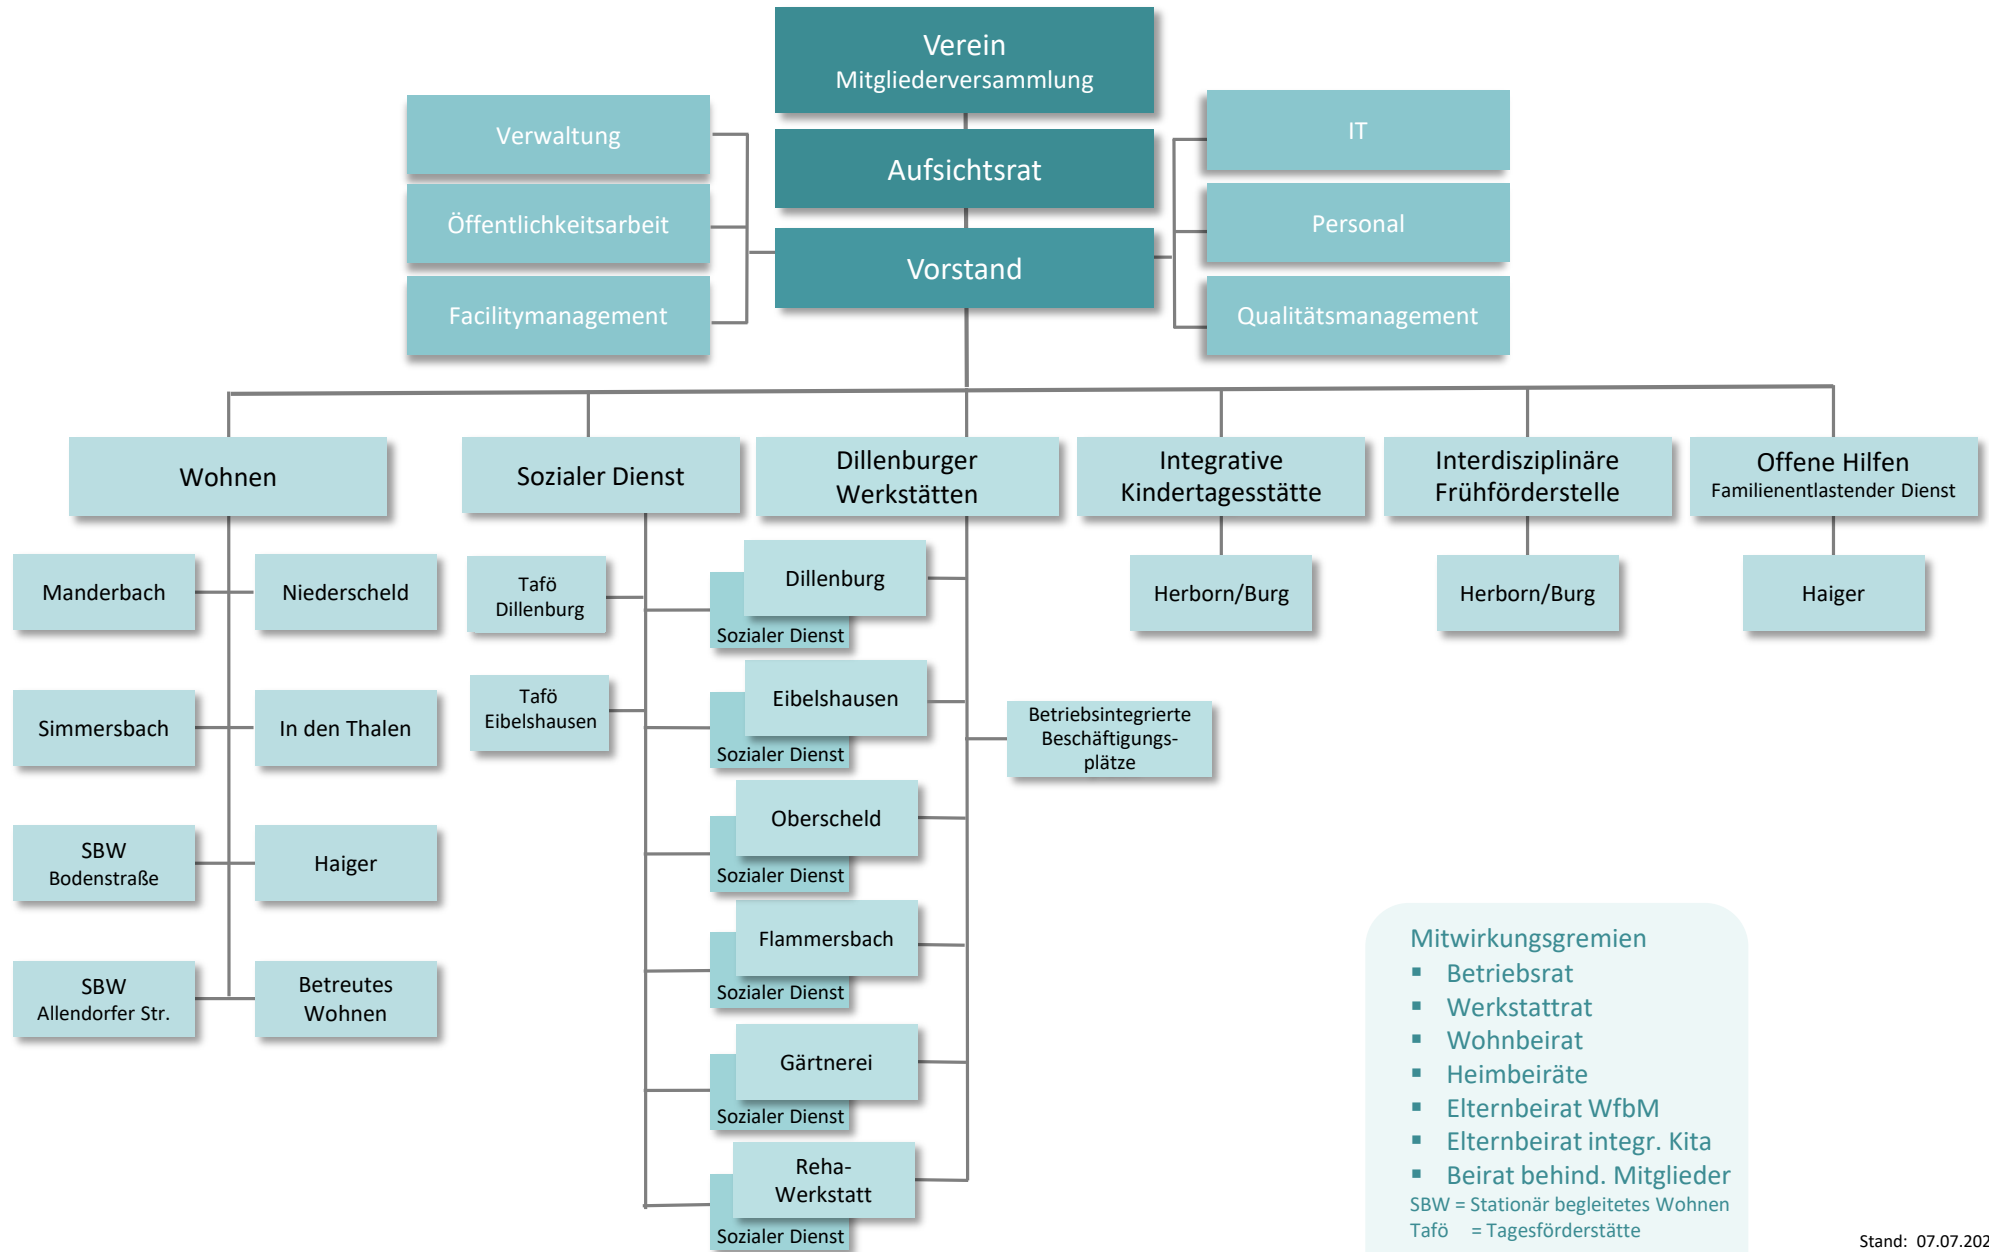 Verein
Mitgliederversammlung
Verwaltung
IT
Aufsichtsrat
Öffentlichkeitsarbeit
Personal
Vorstand
Facilitymanagement
Qualitätsmanagement
Wohnen
Sozialer Dienst
Dillenburger
Werkstätten
Integrative
Kindertagesstätte
Interdisziplinäre
Frühförderstelle
Offene Hilfen
Familienentlastender Dienst
Manderbach
Niederscheld
Simmersbach
In den Thalen
SBW
Bodenstraße
Haiger
SBW
Allendorfer Str.
Betreutes
Wohnen
Tafö
Dillenburg
Tafö
Eibelshausen
Dillenburg
Sozialer Dienst
Eibelshausen
Sozialer Dienst
Oberscheld
Sozialer Dienst
Flammersbach
Sozialer Dienst
Gärtnerei
Sozialer Dienst
Reha-
Werkstatt
Sozialer Dienst
Betriebsintegrierte
Beschäftigungs-
plätze
Herborn/Burg
Herborn/Burg
Haiger
Mitwirkungsgremien
▪ Betriebsrat
▪ Werkstattrat
▪ Wohnbeirat
▪ Heimbeiräte
▪ Elternbeirat WfbM
▪ Elternbeirat integr. Kita
▪ Beirat behind. Mitglieder
SBW = Stationär begleitetes Wohnen
Tafö = Tagesförderstätte
Stand: 07.07.202